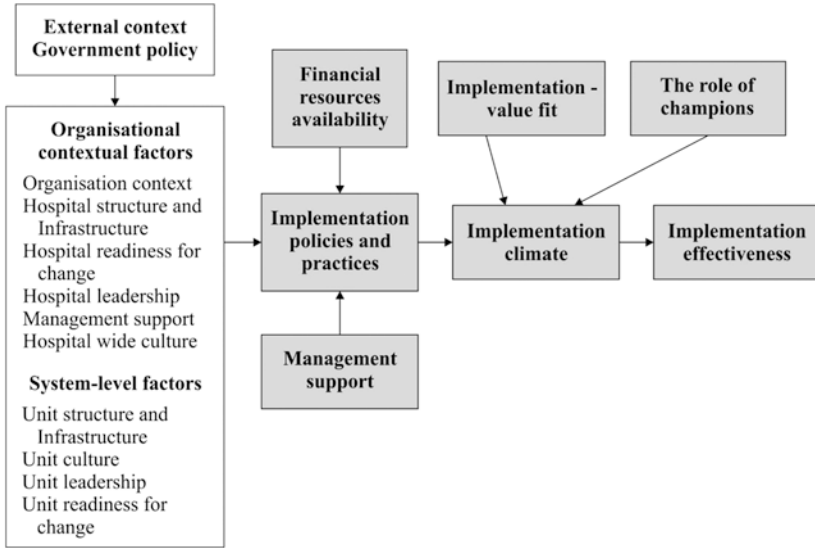 External context
Government policy
Organisational
contextual factors
Organisation context
Hospital structure and
Infrastructure
Hospital readiness for
change
Hospital leadership
Management support
Hospital wide culture
System-level factors
Unit structure and
Infrastructure
Unit culture
Unit leadership
Unit readiness for
change
Financial
resources
availability
Implementation
policies and
practices
Management
support
Implementation -
value fit
The role of
champions
Implementation
climate
Implementation
effectiveness